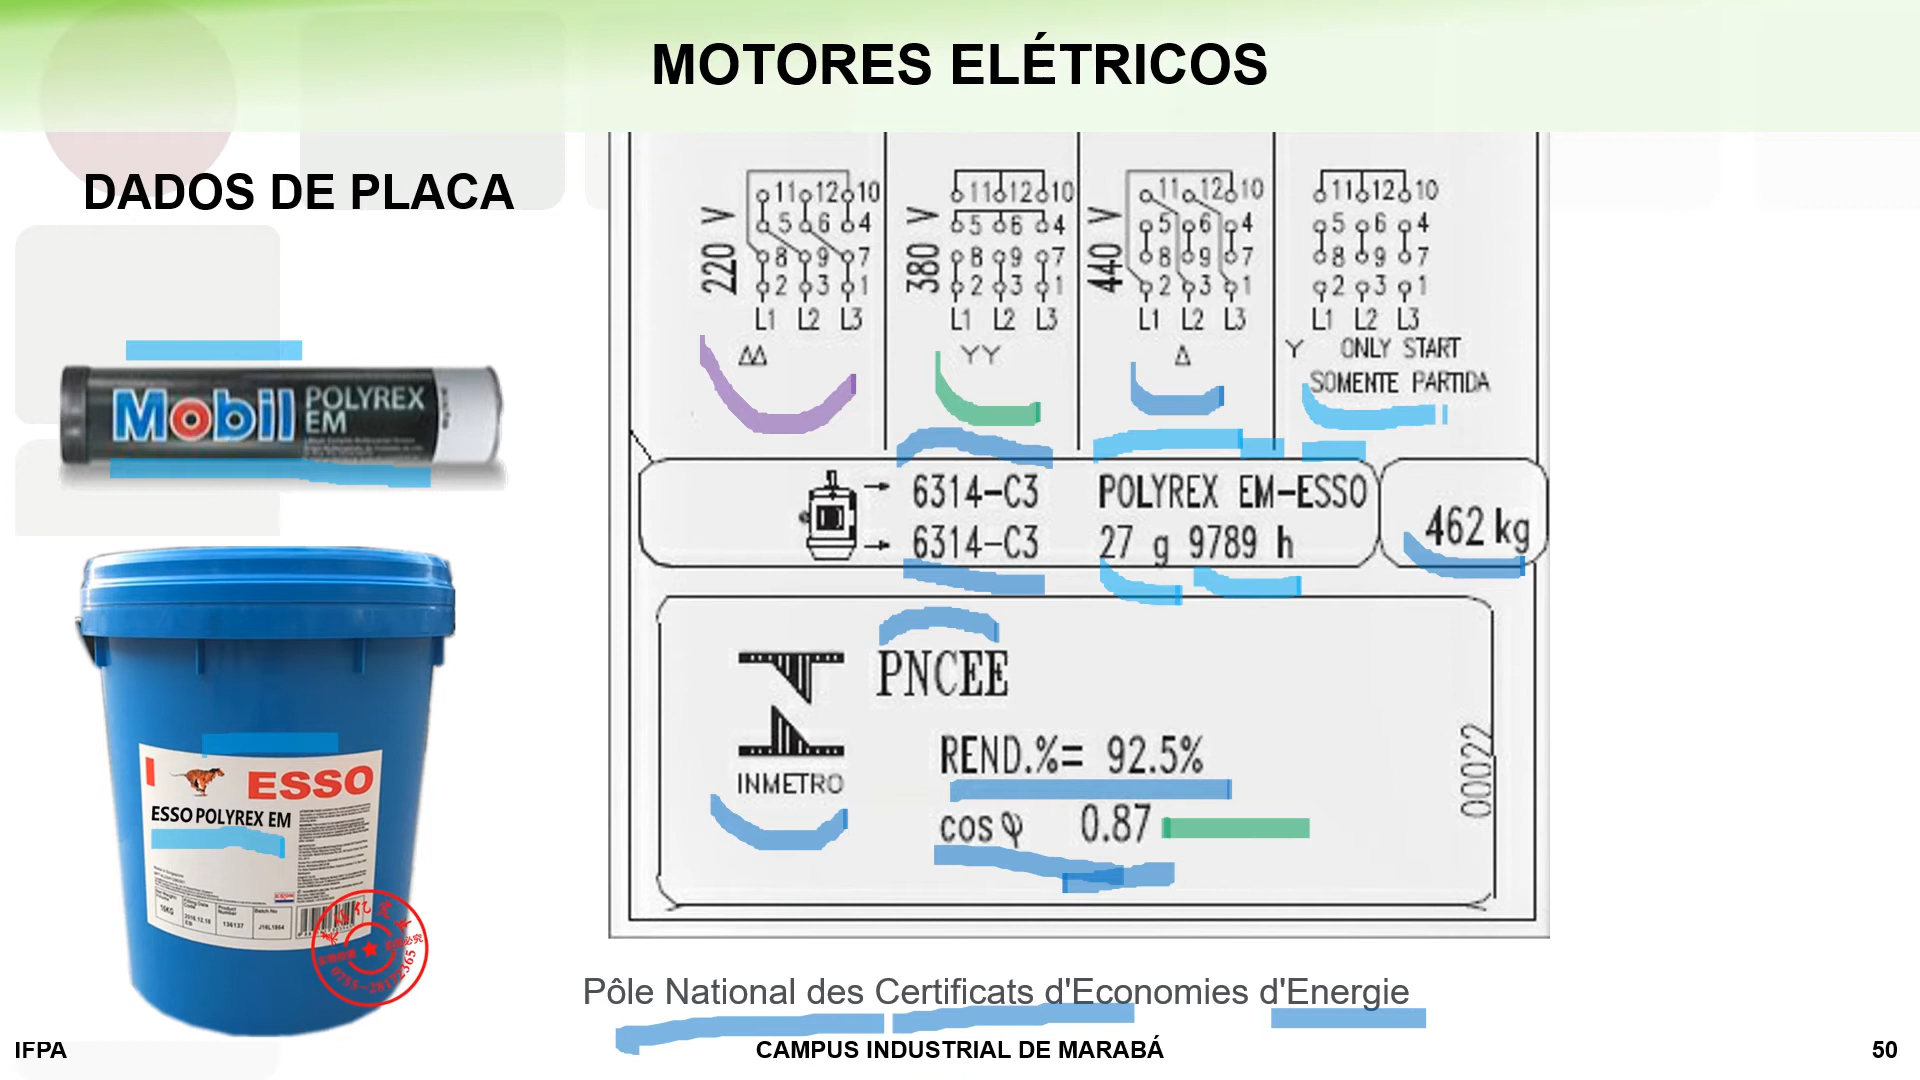 MOTORES ELÉTRICOS
DADOS DE PLACA
220 V
11 12 10
5 6 4
8 9 7
2 3 1
L1 L2 L3
ΔΔ
380 V
11 12 10
5 6 4
8 9 7
2 3 1
L1 L2 L3
YY
440 V
11 12 10
5 6 4
8 9 7
2 3 1
L1 L2 L3
Δ
11 12 10
5 6 4
8 9 7
2 3 1
L1 L2 L3
Y ONLY START
SOMENTE PARTIDA
Mobil POLYREX
EM
6314-C3 POLYREX EM-ESSO
6314-C3 27 g 9789 h
462 kg
PNCEE
INMETRO
REND.%= 92.5%
cos φ 0.87
00022
ESSO
ESSO POLYREX EM
16KG
136137
Pôle National des Certificats d'Economies d'Energie
IFPA
CAMPUS INDUSTRIAL DE MARABÁ
50